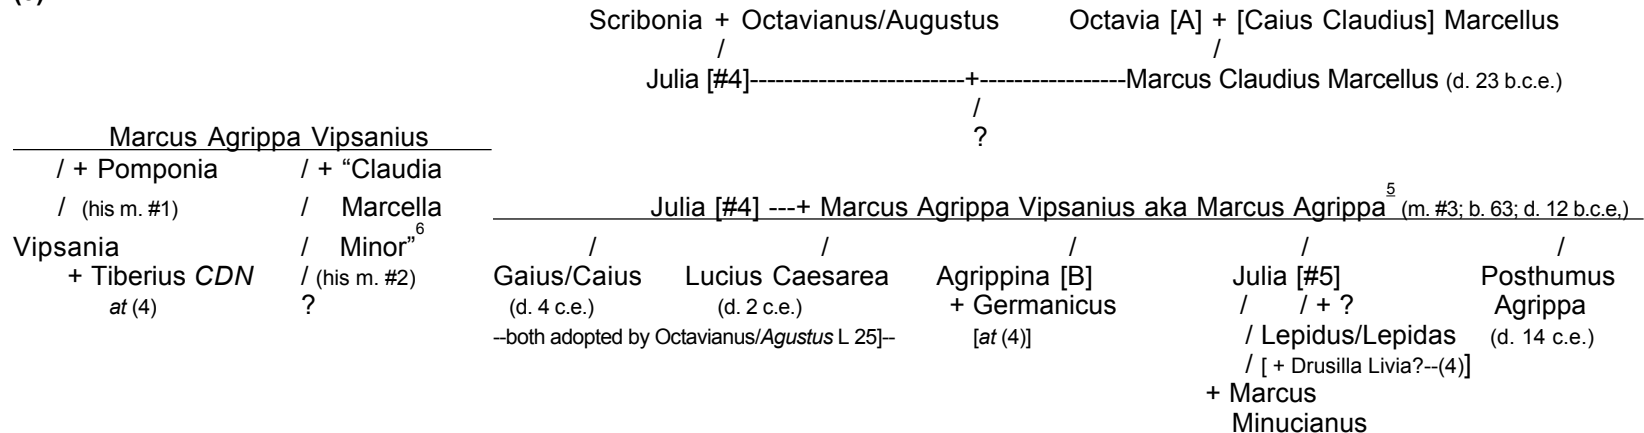 Scribonia + Octavianus/Augustus Octavia [A] + [Caius Claudius] Marcellus
/ /
Julia [#4]-------------------------+-----------------Marcus Claudius Marcellus (d. 23 b.c.e.)
/
Marcus Agrippa Vipsanius ?
/ + Pomponia / + “Claudia
/ (his m. #1) / Marcella Julia [#4] ---+ Marcus Agrippa Vipsanius aka Marcus Agrippa5 (m. #3; b. 63; d. 12 b.c.e,)
Vipsania / Minor”6 / / / / /
+ Tiberius CDN / (his m. #2) Gaius/Caius Lucius Caesarea Agrippina [B] Julia [#5] Posthumus
at (4) ? (d. 4 c.e.) (d. 2 c.e.) + Germanicus / / + ? Agrippa
--both adopted by Octavianus/Agustus L 25]-- [at (4)] / Lepidus/Lepidas (d. 14 c.e.)
/ [ + Drusilla Livia?--(4)]
+ Marcus
Minucianus